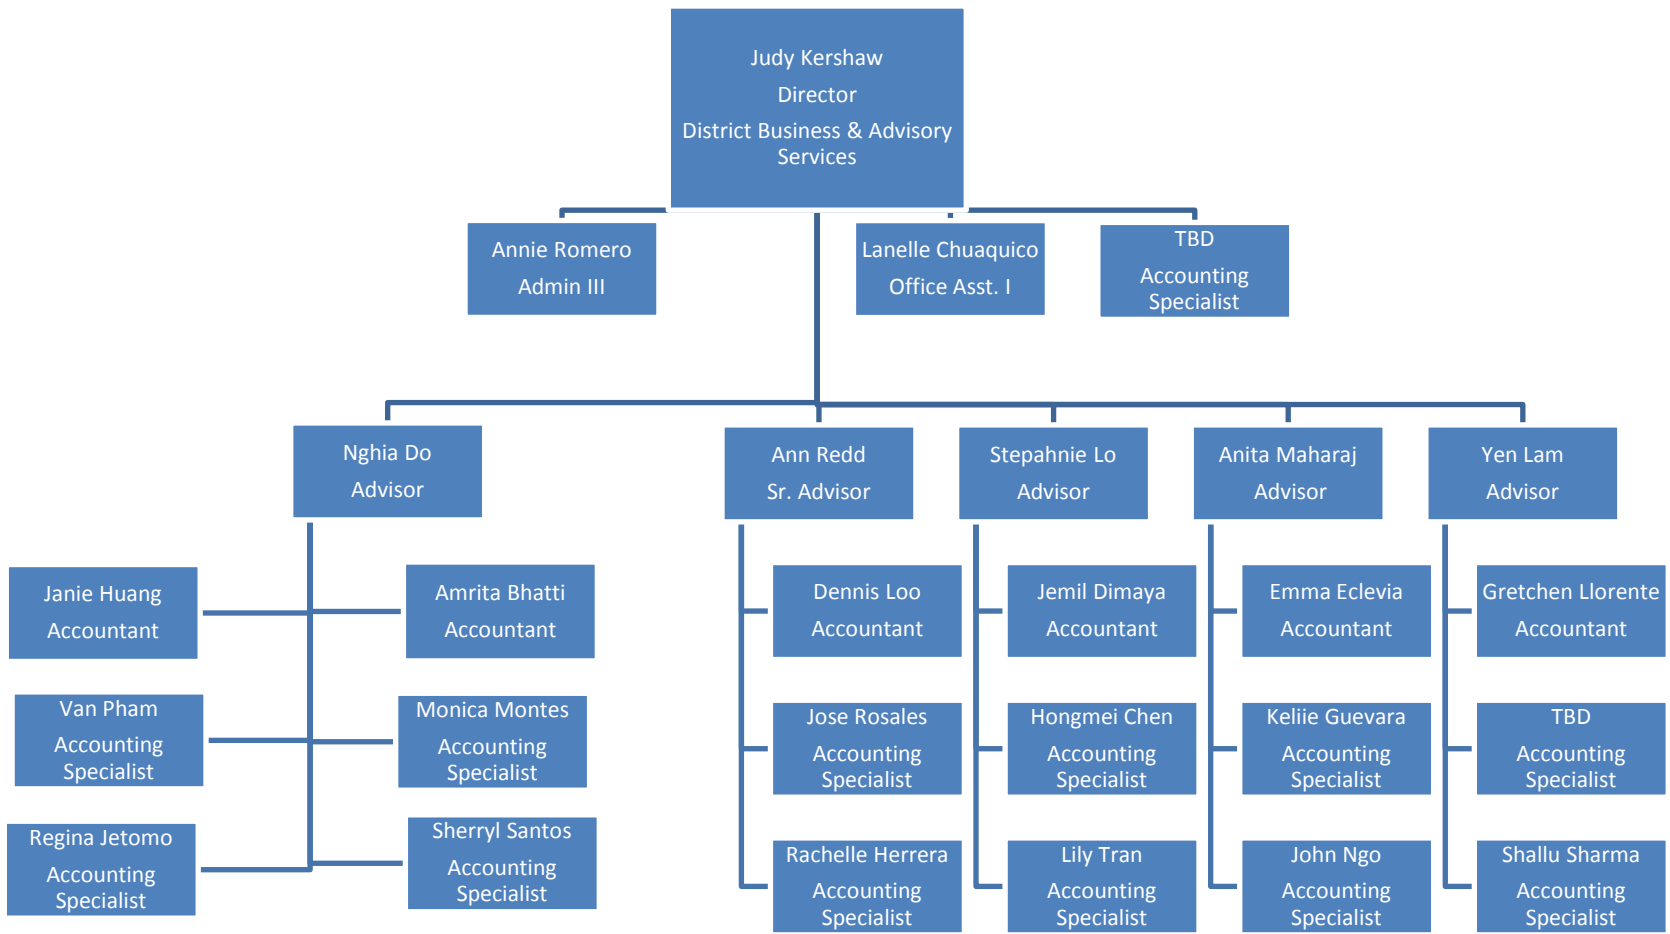 Judy Kershaw
Director
District Business & Advisory
Services
Annie Romero
Admin III
Lanelle Chuaquico
Office Asst. I
TBD
Accounting
Specialist
Nghia Do
Advisor
Ann Redd
Sr. Advisor
Stepahnie Lo
Advisor
Anita Maharaj
Advisor
Yen Lam
Advisor
Janie Huang
Accountant
Amrita Bhatti
Accountant
Van Pham
Accounting
Specialist
Monica Montes
Accounting
Specialist
Regina Jetomo
Accounting
Specialist
Sherryl Santos
Accounting
Specialist
Dennis Loo
Accountant
Jose Rosales
Accounting
Specialist
Rachelle Herrera
Accounting
Specialist
Jemil Dimaya
Accountant
Hongmei Chen
Accounting
Specialist
Lily Tran
Accounting
Specialist
Emma Eclevia
Accountant
Keliie Guevara
Accounting
Specialist
John Ngo
Accounting
Specialist
Gretchen Llorente
Accountant
TBD
Accounting
Specialist
Shallu Sharma
Accounting
Specialist